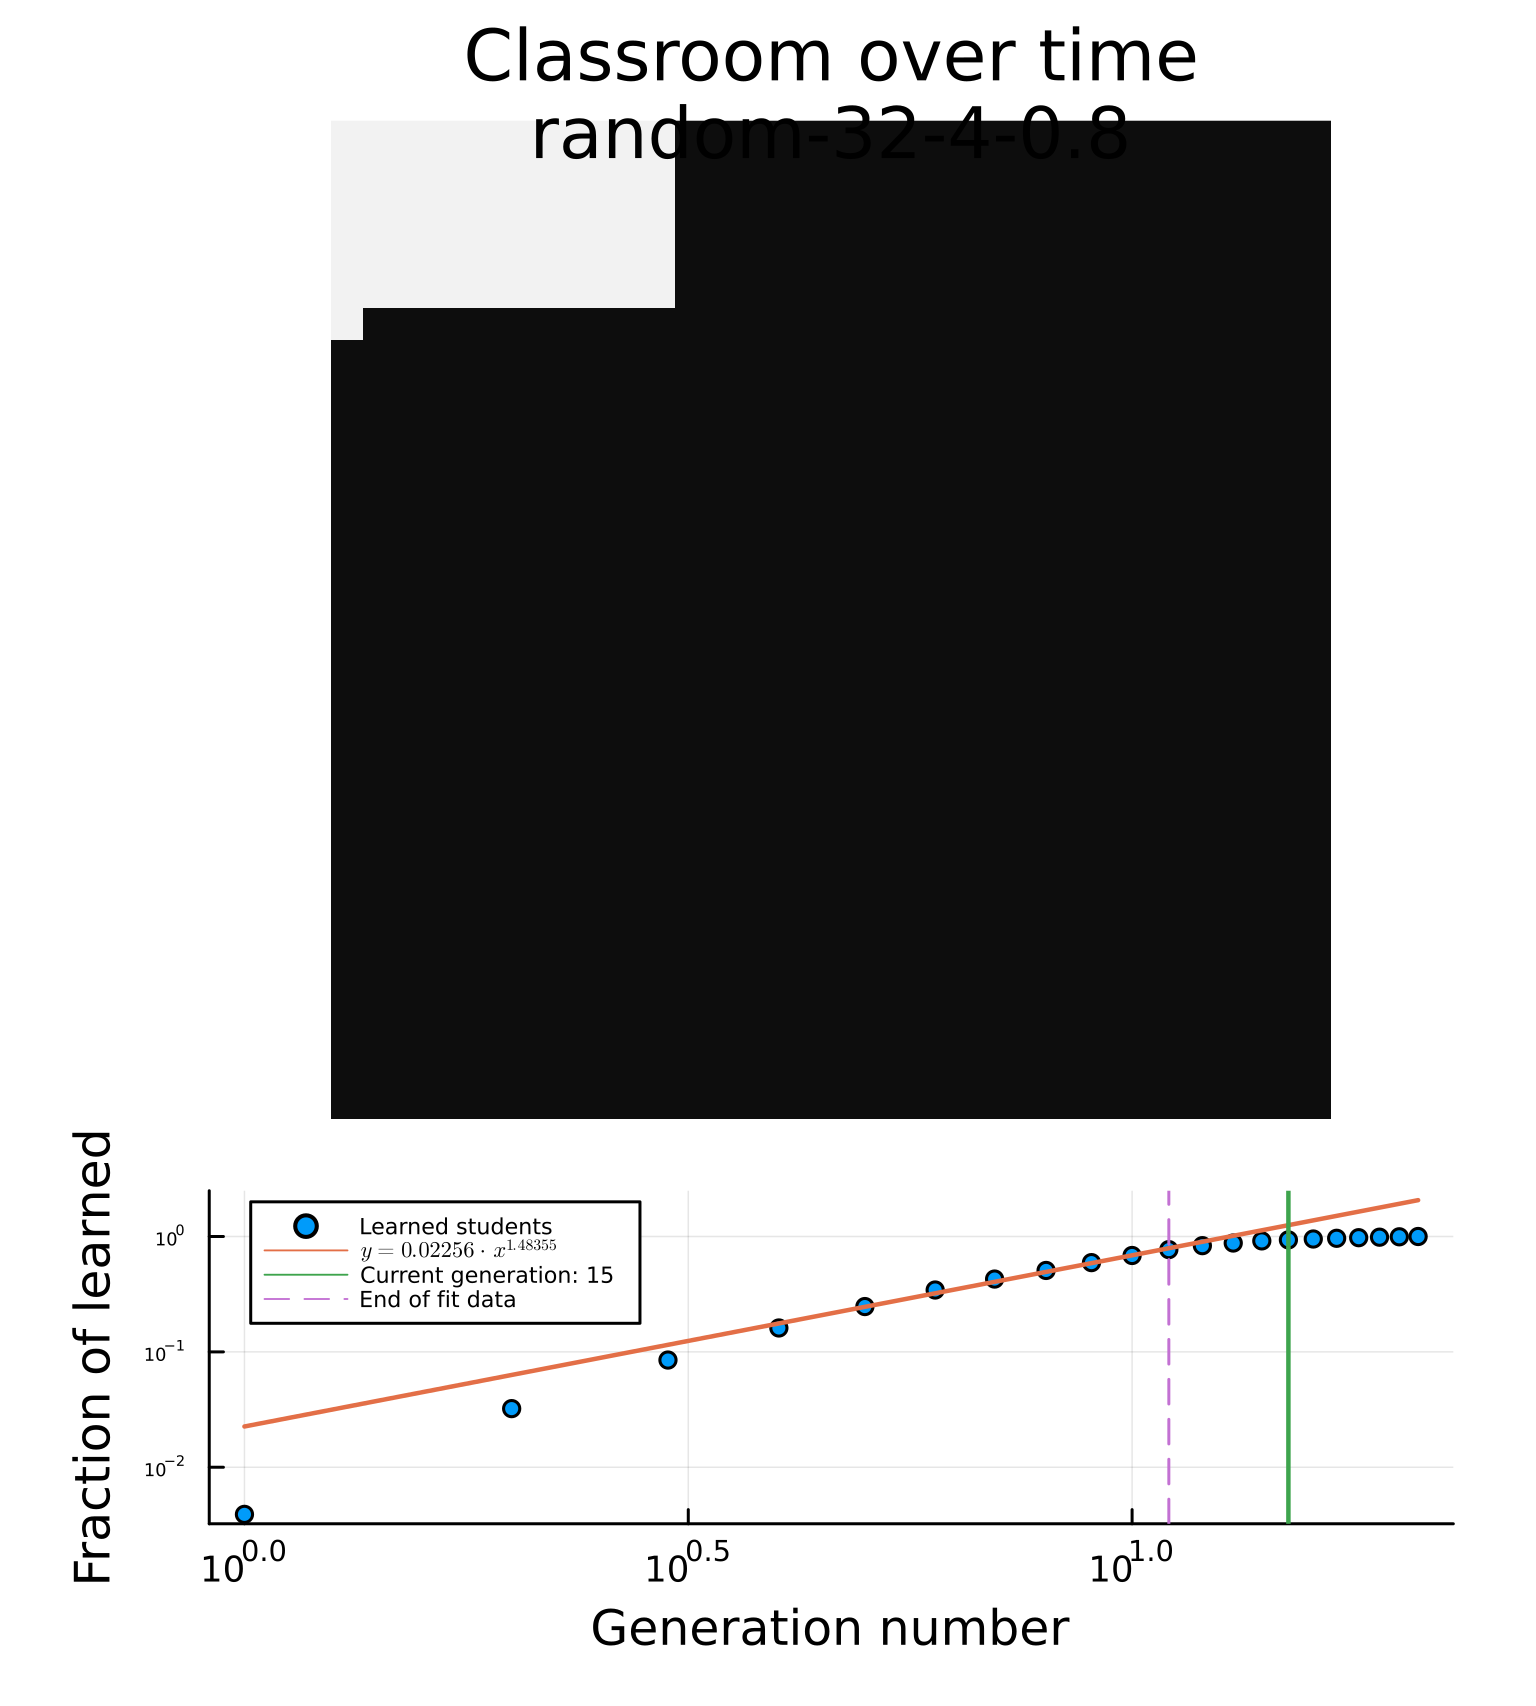 Classroom over time
random-32-4-0.8
Fraction of learned
10⁰
10⁻¹
10⁻²
Learned students
y = 0.02256 · x^1.48355
Current generation: 15
End of fit data
10^0.0
10^0.5
10^1.0
Generation number